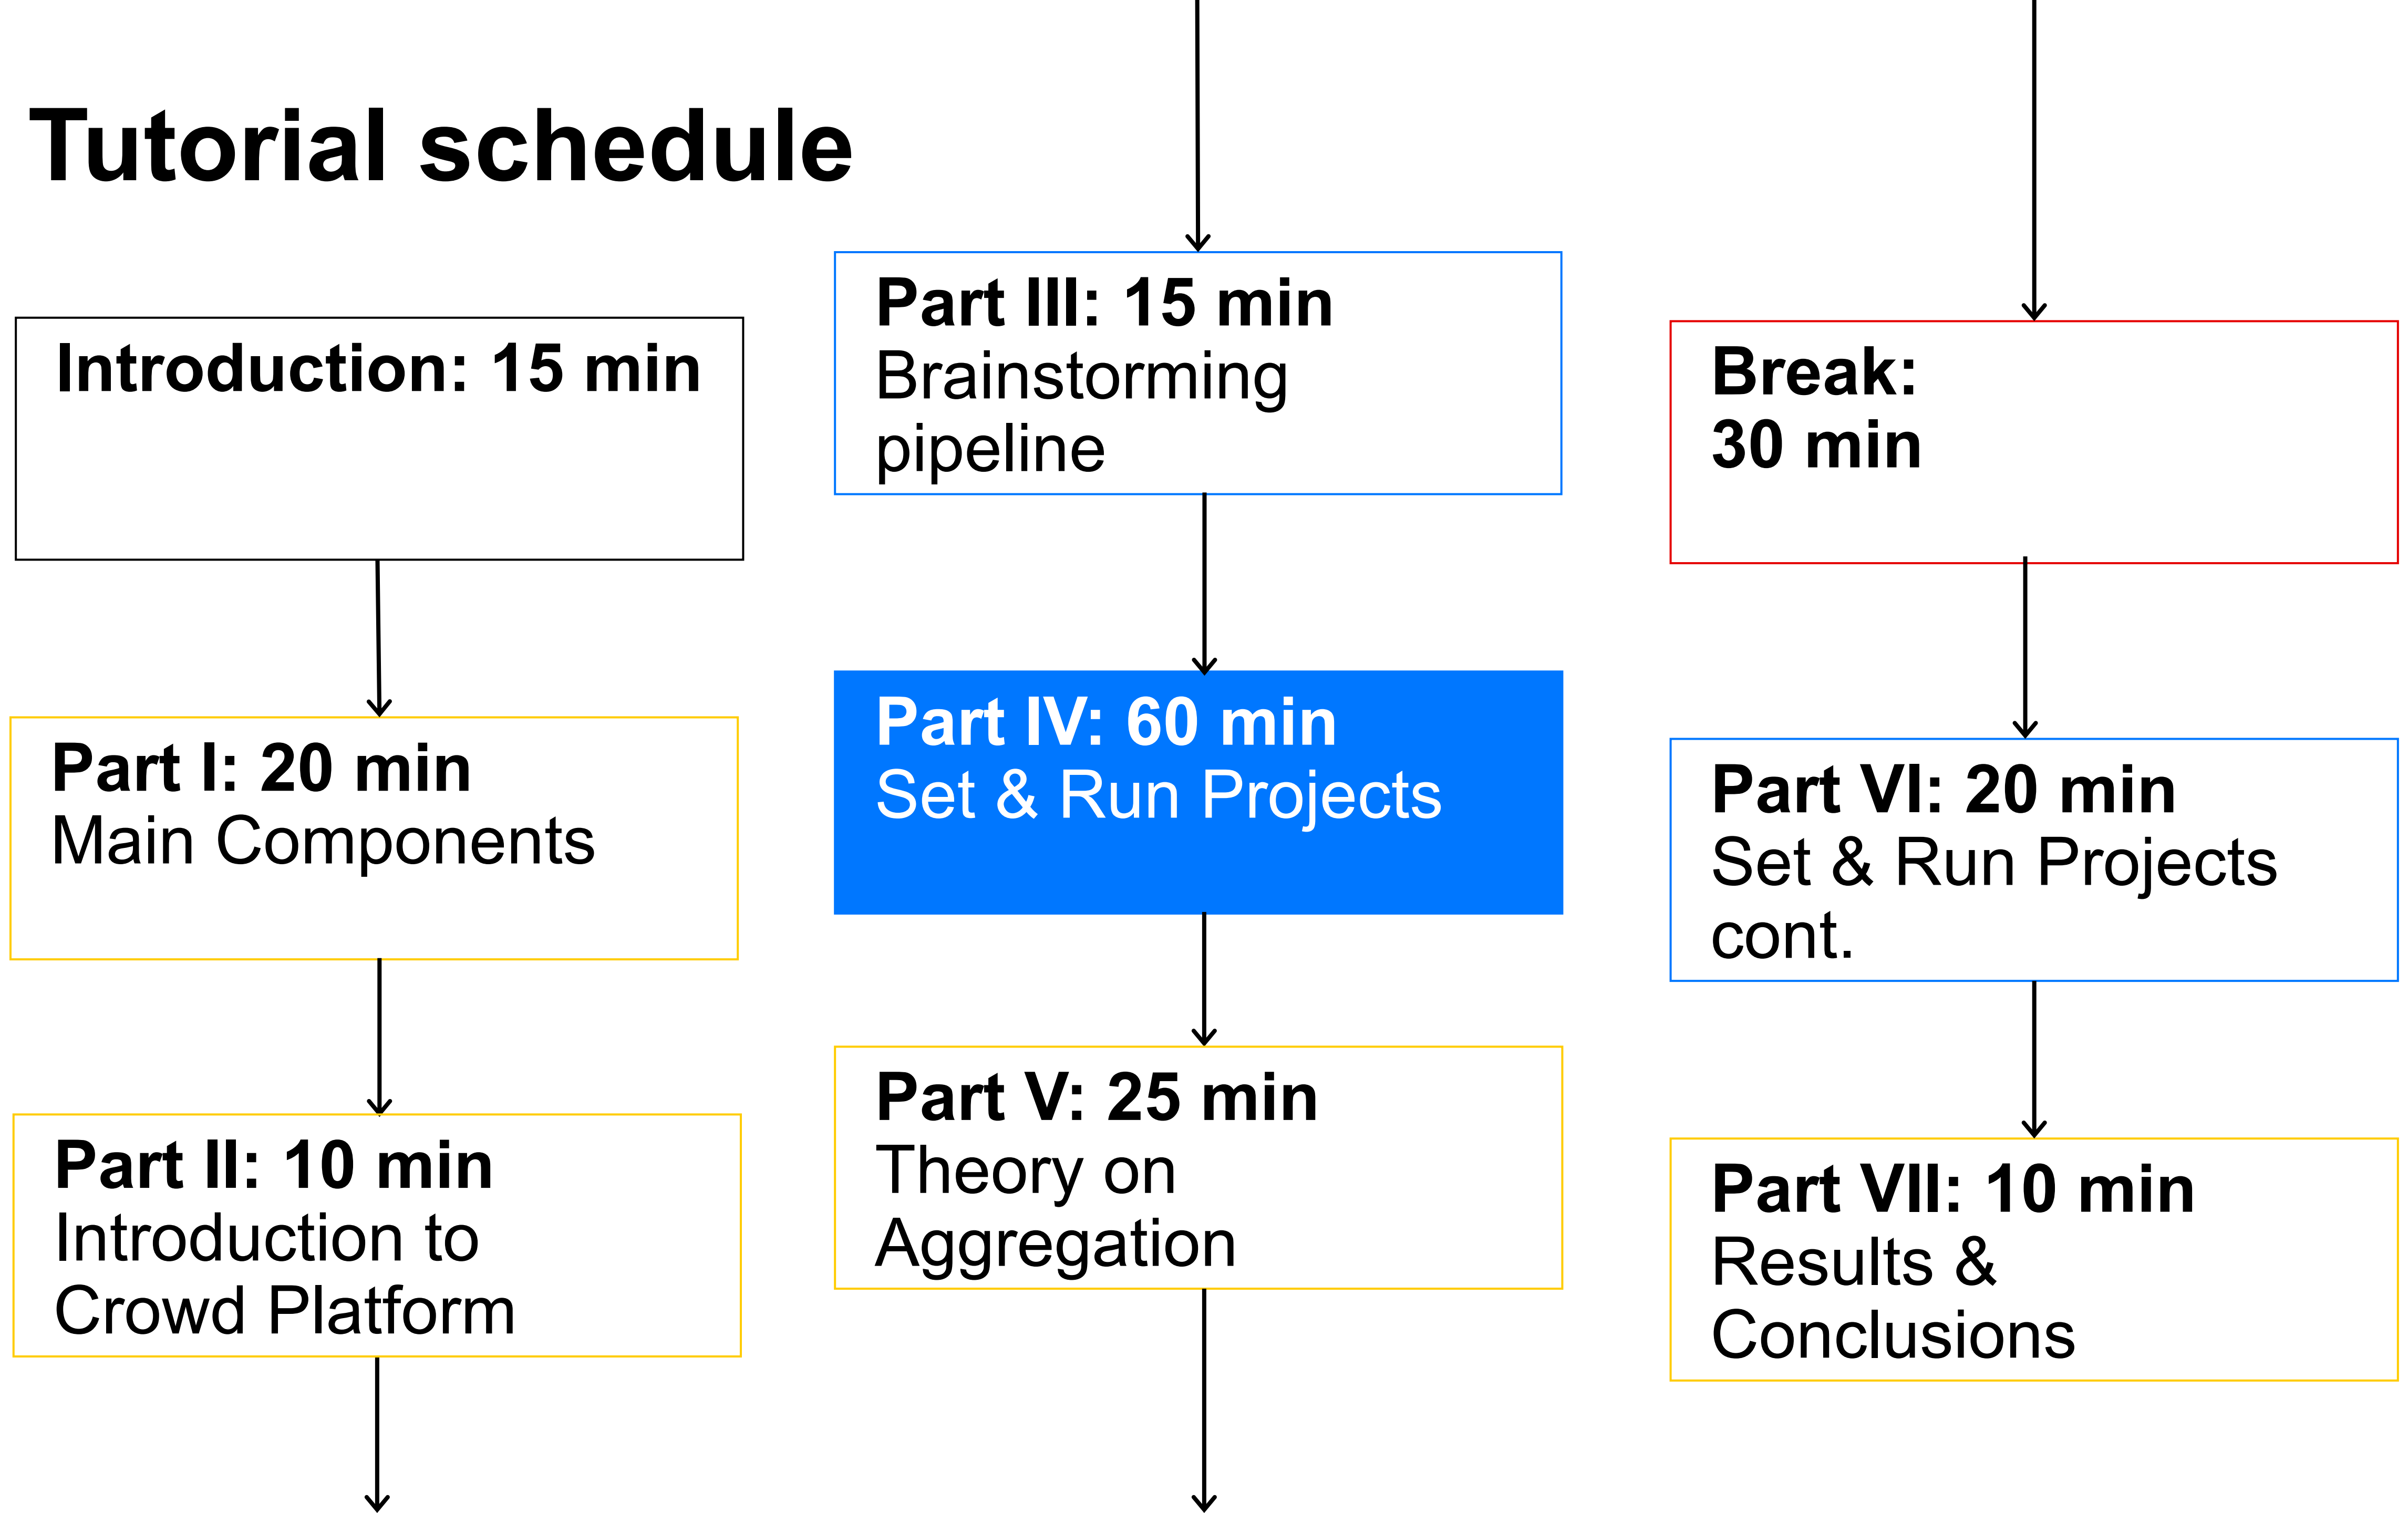 Tutorial schedule
Introduction: 15 min
Part I: 20 min
Main Components
Part II: 10 min
Introduction to
Crowd Platform
Part III: 15 min
Brainstorming
pipeline
Part IV: 60 min
Set & Run Projects
Part V: 25 min
Theory on
Aggregation
Break:
30 min
Part VI: 20 min
Set & Run Projects
cont.
Part VII: 10 min
Results &
Conclusions